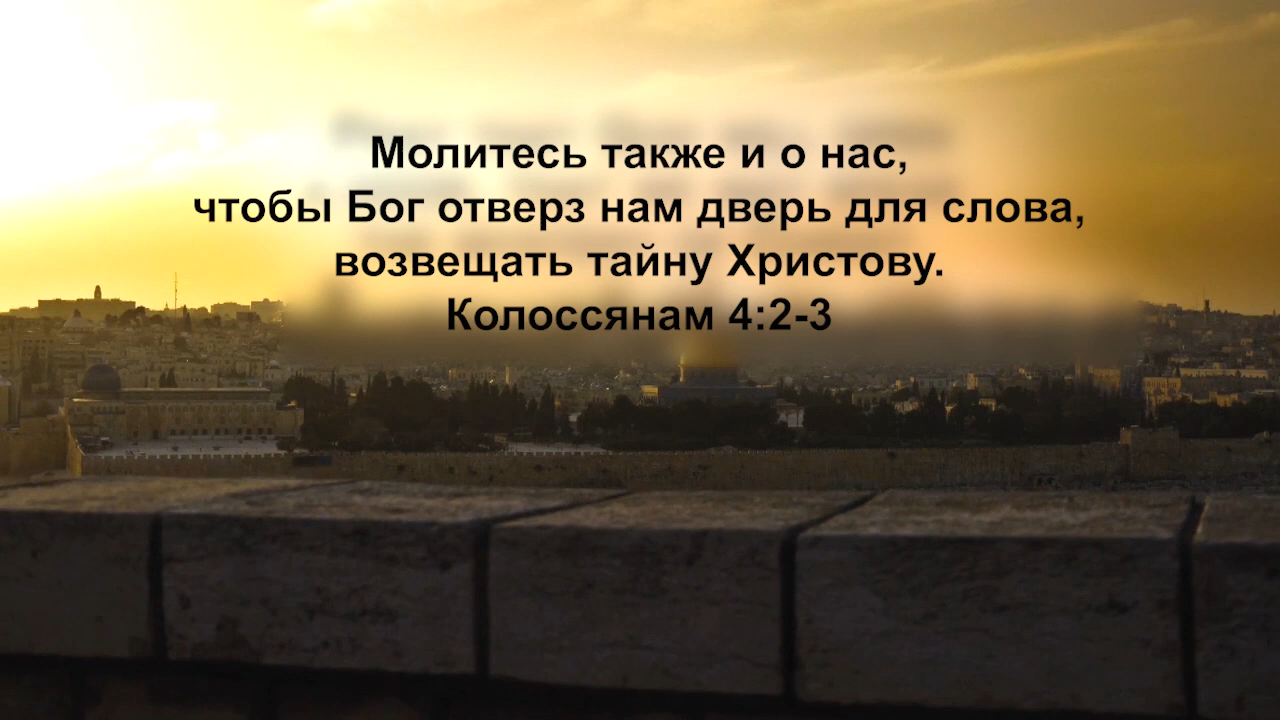 Молитесь также и о нас,
чтобы Бог отверз нам дверь для слова,
возвещать тайну Христову.
Колоссянам 4:2-3